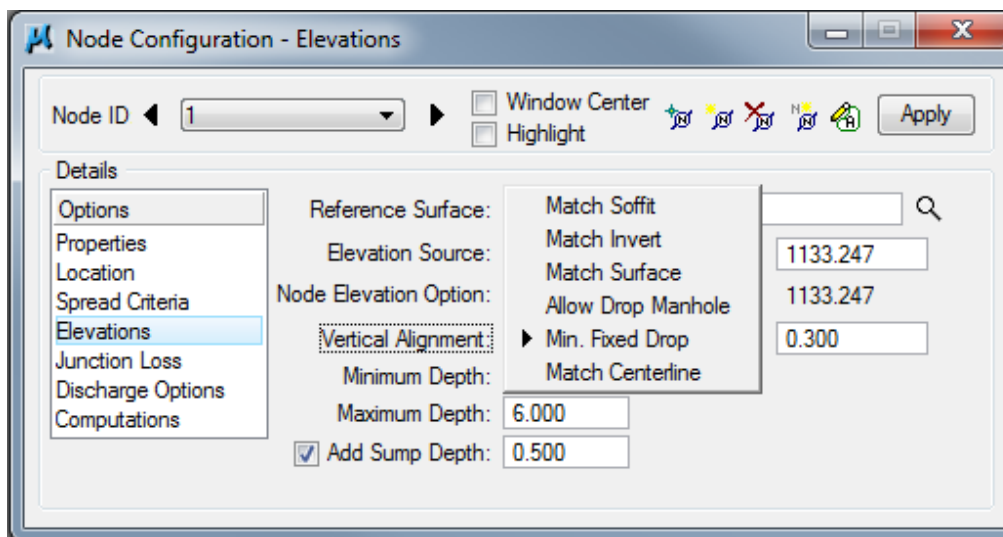 Node Configuration - Elevations
Node ID 1 Window Center
Highlight
Apply
Details
Options
Properties
Location
Spread Criteria
Elevations
Junction Loss
Discharge Options
Computations
Reference Surface:
Elevation Source: 1133.247
Node Elevation Option: 1133.247
Vertical Alignment: 0.300
Minimum Depth:
Maximum Depth: 6.000
Add Sump Depth: 0.500
Match Soffit
Match Invert
Match Surface
Allow Drop Manhole
Min. Fixed Drop
Match Centerline